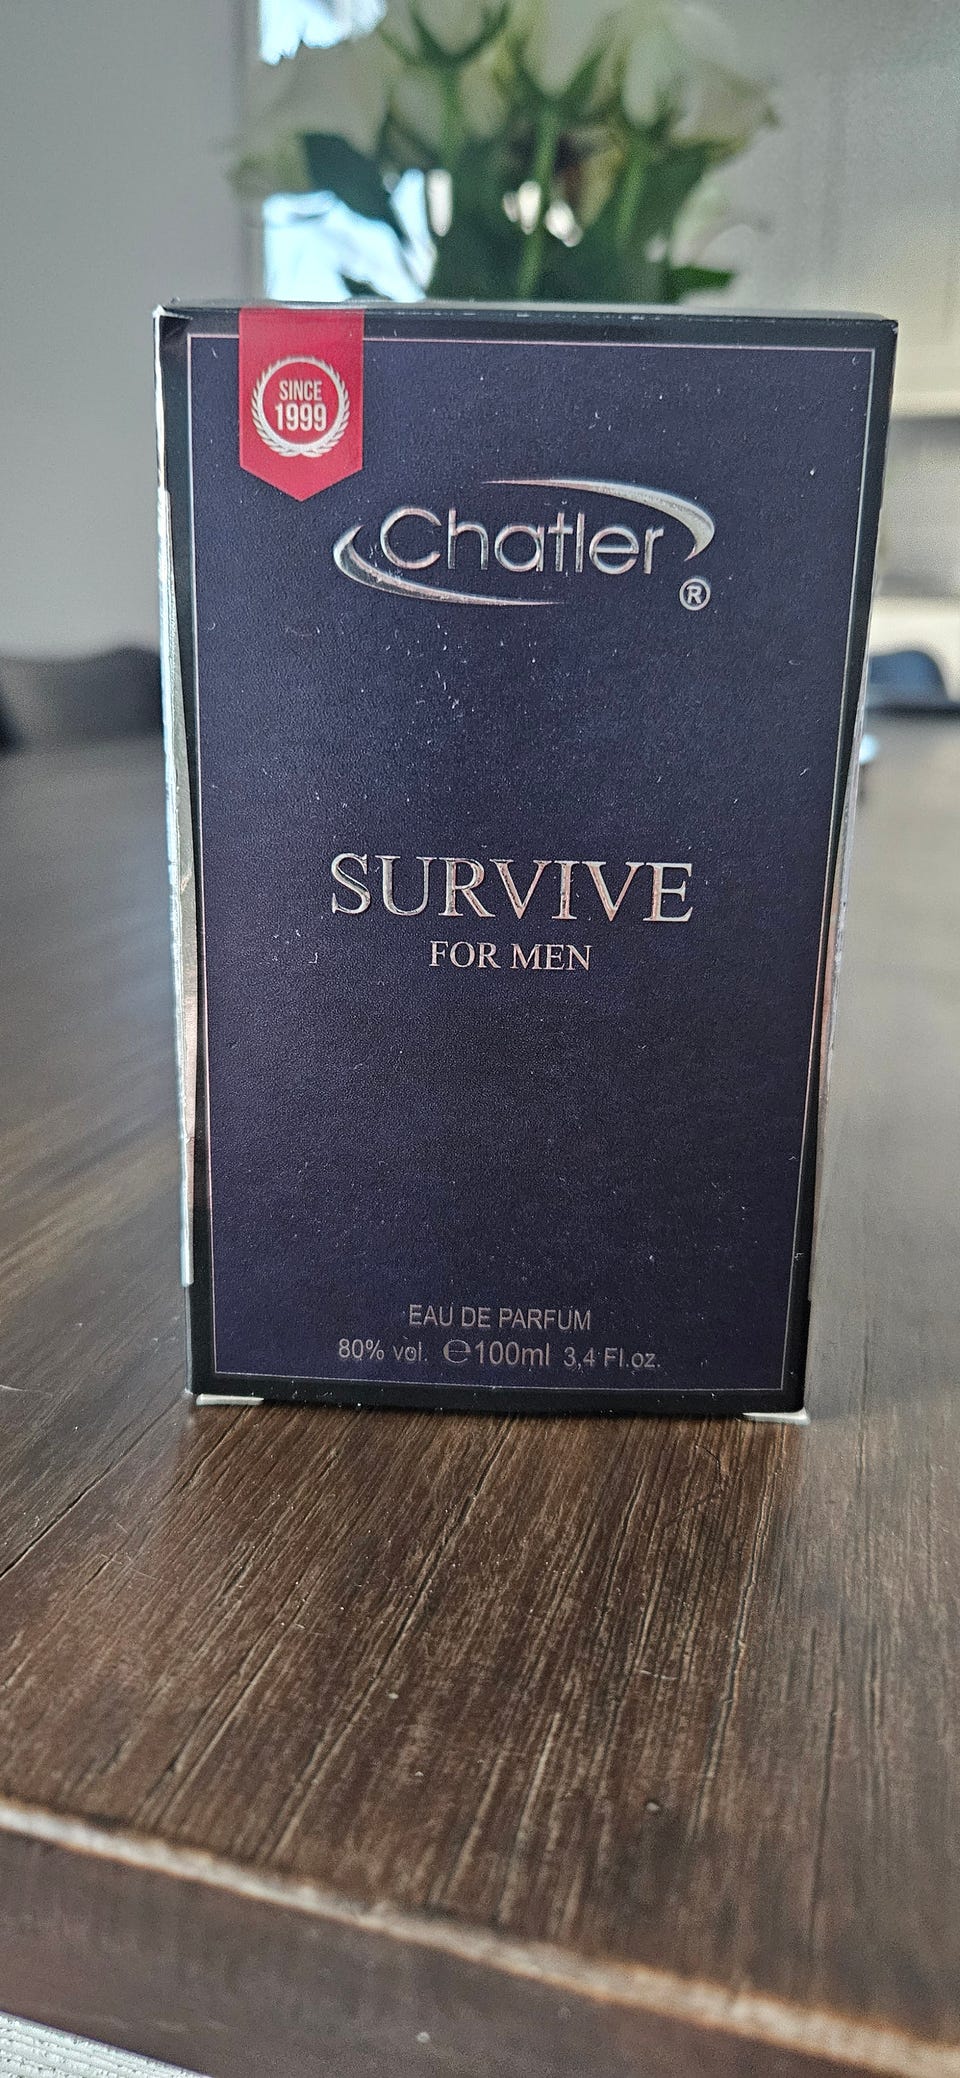 SINCE
1999
Chatler
®
SURVIVE
FOR MEN
EAU DE PARFUM
80% vol. ℮100ml 3,4 Fl.oz.